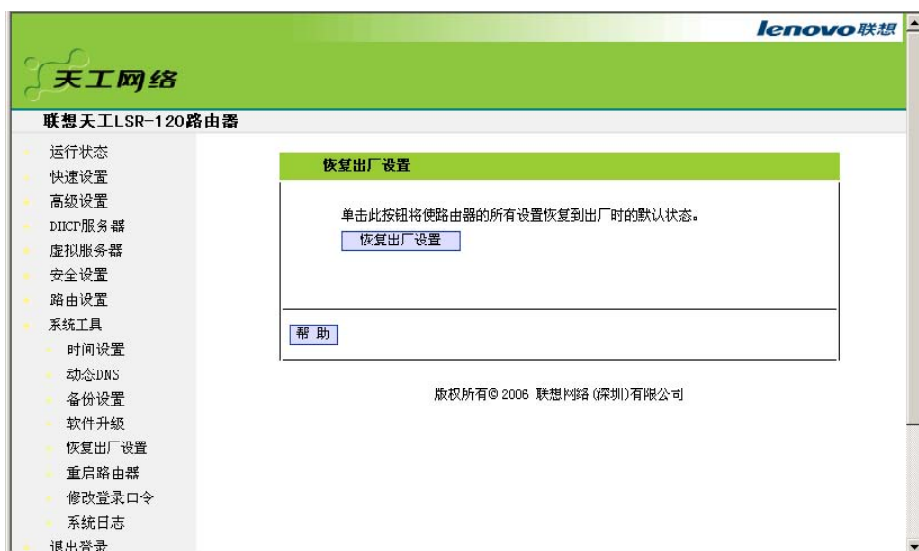 lenovo联想
天工网络
联想天工LSR-120路由器
运行状态
快速设置
高级设置
DHCP服务器
虚拟服务器
安全设置
路由设置
系统工具
时间设置
动态DNS
备份设置
软件升级
恢复出厂设置
重启路由器
修改登录口令
系统日志
退出登录
恢复出厂设置
单击此按钮将使路由器的所有设置恢复到出厂时的默认状态。
恢复出厂设置
帮 助
版权所有©2006 联想网络(深圳)有限公司